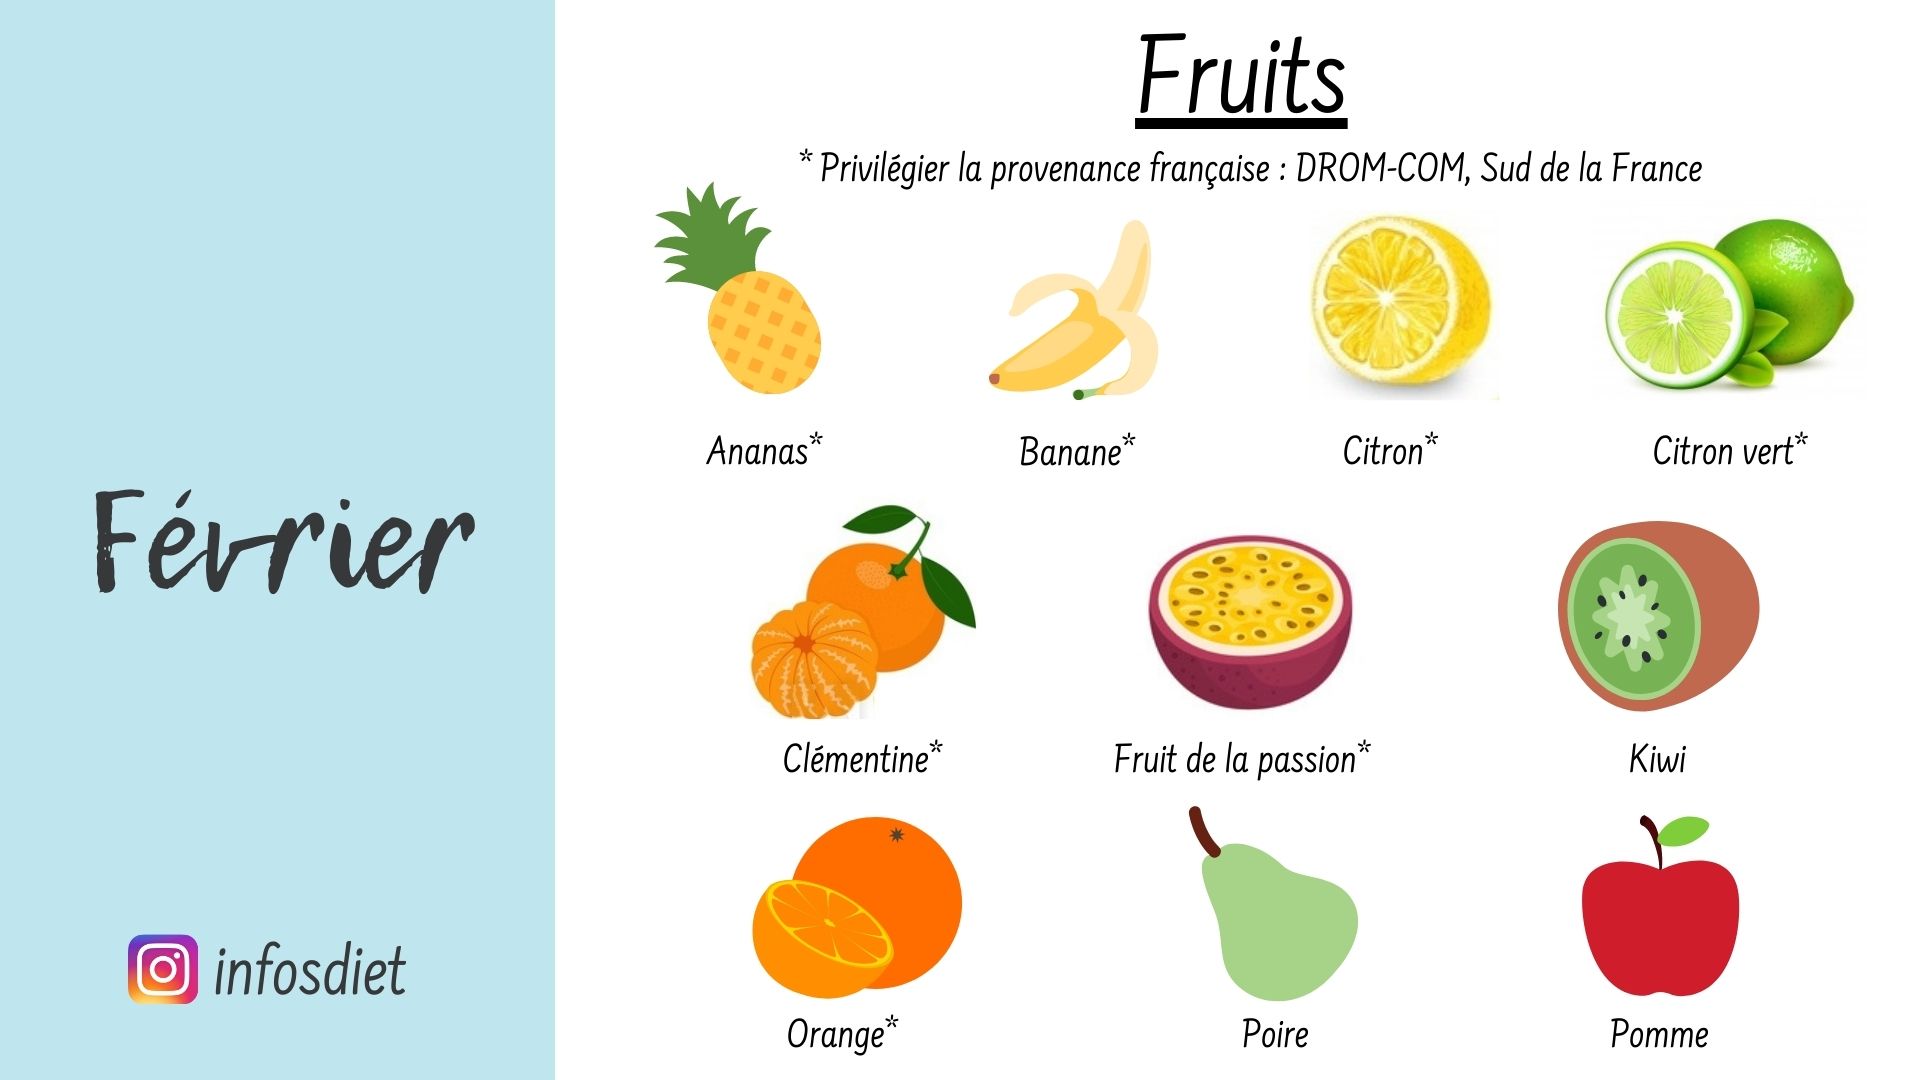 Fruits
* Privilégier la provenance française : DROM-COM, Sud de la France
Ananas*
Banane*
Citron*
Citron vert*
Février
Clémentine*
Fruit de la passion*
Kiwi
infosdiet
Orange*
Poire
Pomme